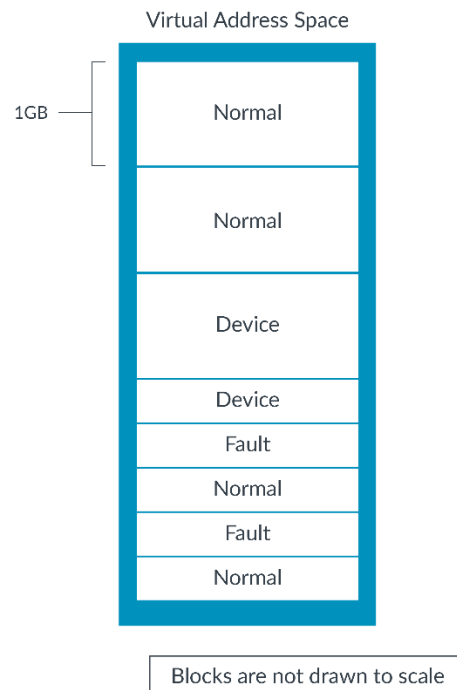 Virtual Address Space
1GB
Normal
Normal
Device
Device
Fault
Normal
Fault
Normal
Blocks are not drawn to scale